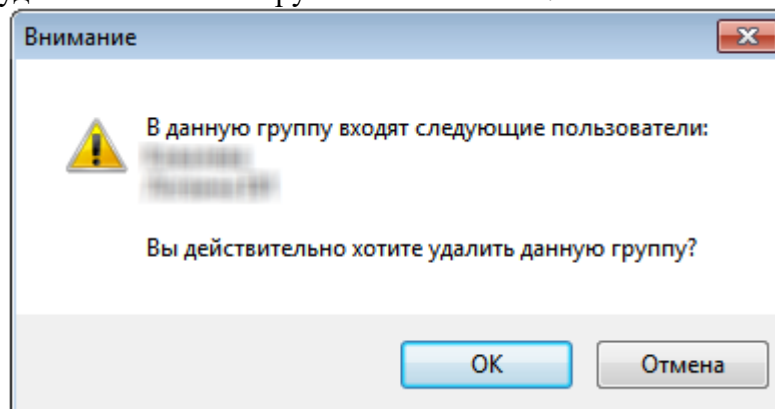 Внимание
В данную группу входят следующие пользователи:
Вы действительно хотите удалить данную группу?
OK
Отмена